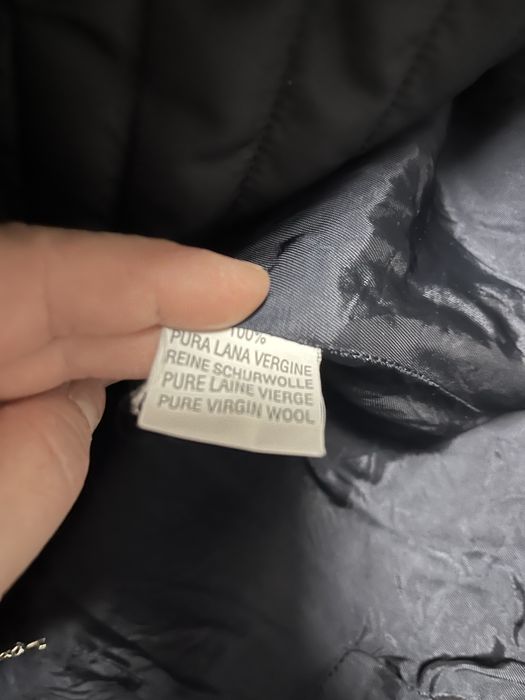 100%
PURA LANA VERGINE
REINE SCHURWOLLE
PURE LAINE VIERGE
PURE VIRGIN WOOL